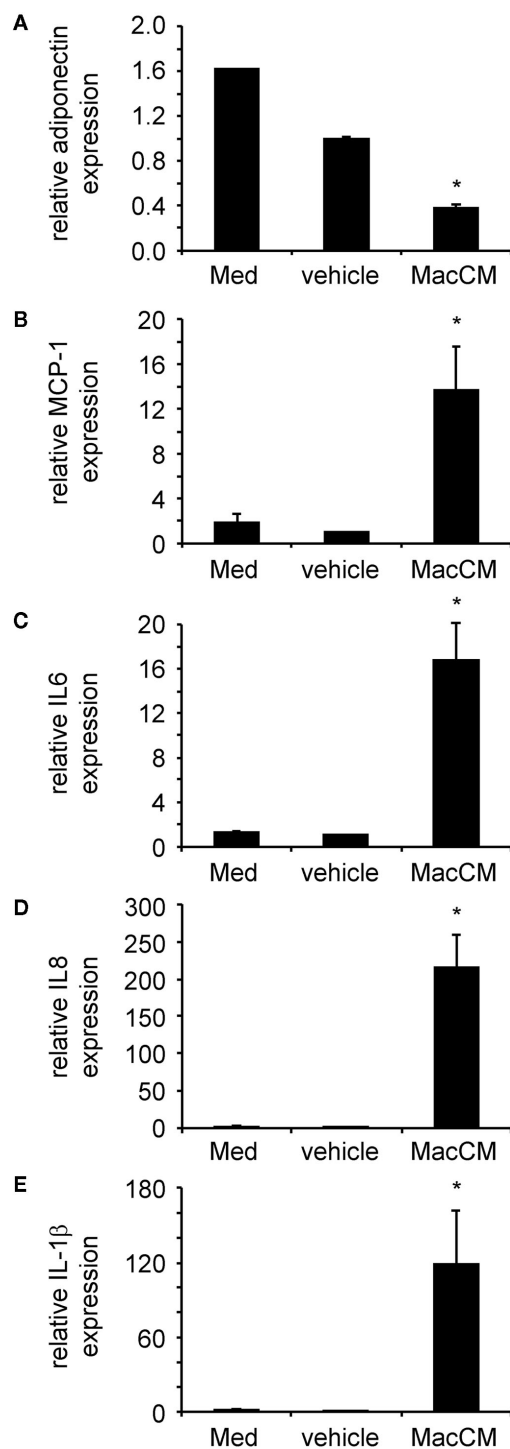 A
relative adiponectin
expression
2.0
1.6
1.2
0.8
0.4
0.0
*
Med vehicle MacCM
B
relative MCP-1
expression
20
16
12
8
4
0
*
Med vehicle MacCM
C
relative IL6
expression
20
16
12
8
4
0
*
Med vehicle MacCM
D
relative IL8
expression
300
250
200
150
100
50
0
*
Med vehicle MacCM
E
relative IL-1β
expression
180
120
60
0
*
Med vehicle MacCM